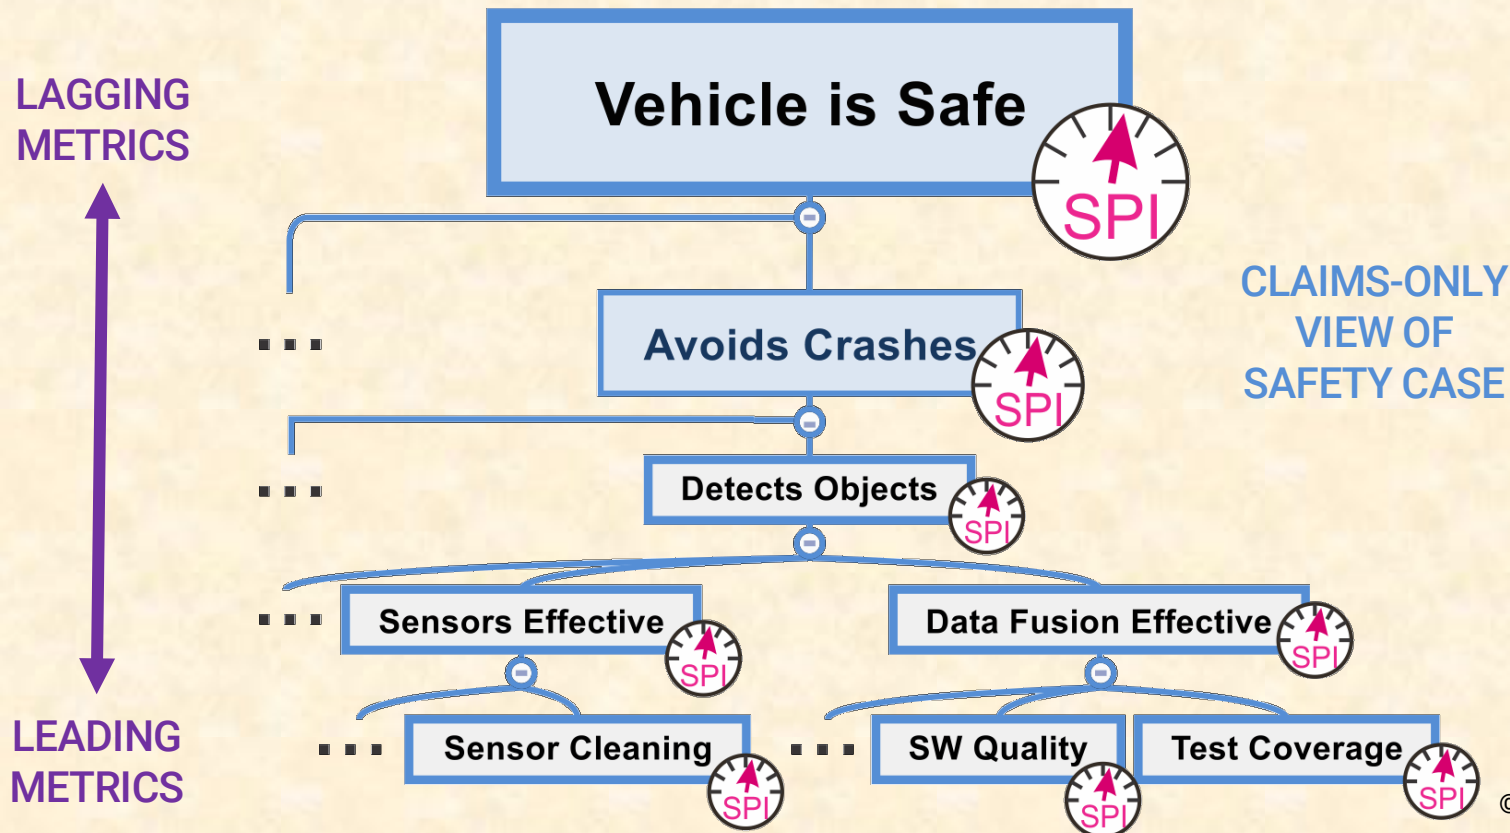 Vehicle is Safe
SPI
LAGGING
METRICS
CLAIMS-ONLY
VIEW OF
SAFETY CASE
Avoids Crashes
SPI
Detects Objects
SPI
Sensors Effective
SPI
Data Fusion Effective
SPI
LEADING
METRICS
Sensor Cleaning
SPI
SW Quality
SPI
Test Coverage
SPI
©